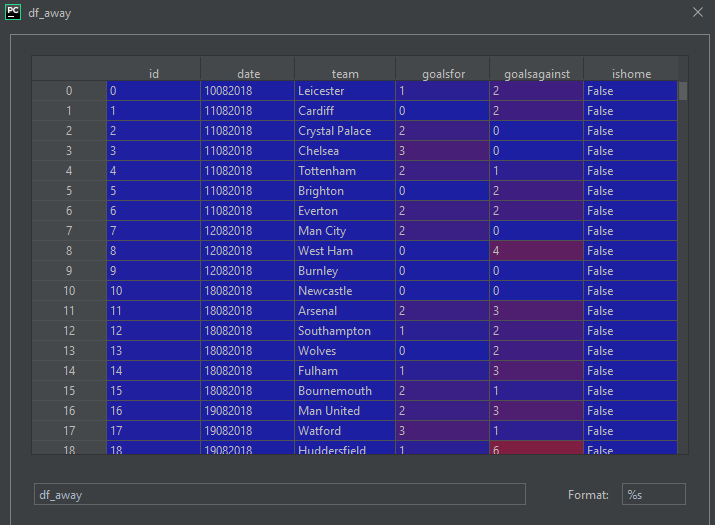 PC df_away
id date team goalsfor goalsagainst ishome
0 0 10082018 Leicester 1 2 False
1 1 11082018 Cardiff 0 2 False
2 2 11082018 Crystal Palace 2 0 False
3 3 11082018 Chelsea 3 0 False
4 4 11082018 Tottenham 2 1 False
5 5 11082018 Brighton 0 2 False
6 6 11082018 Everton 2 2 False
7 7 12082018 Man City 2 0 False
8 8 12082018 West Ham 0 4 False
9 9 12082018 Burnley 0 0 False
10 10 18082018 Newcastle 0 0 False
11 11 18082018 Arsenal 2 3 False
12 12 18082018 Southampton 1 2 False
13 13 18082018 Wolves 0 2 False
14 14 18082018 Fulham 1 3 False
15 15 18082018 Bournemouth 2 1 False
16 16 19082018 Man United 2 3 False
17 17 19082018 Watford 3 1 False
18 18 19082018 Huddersfield 1 6 False
df_away Format: %s